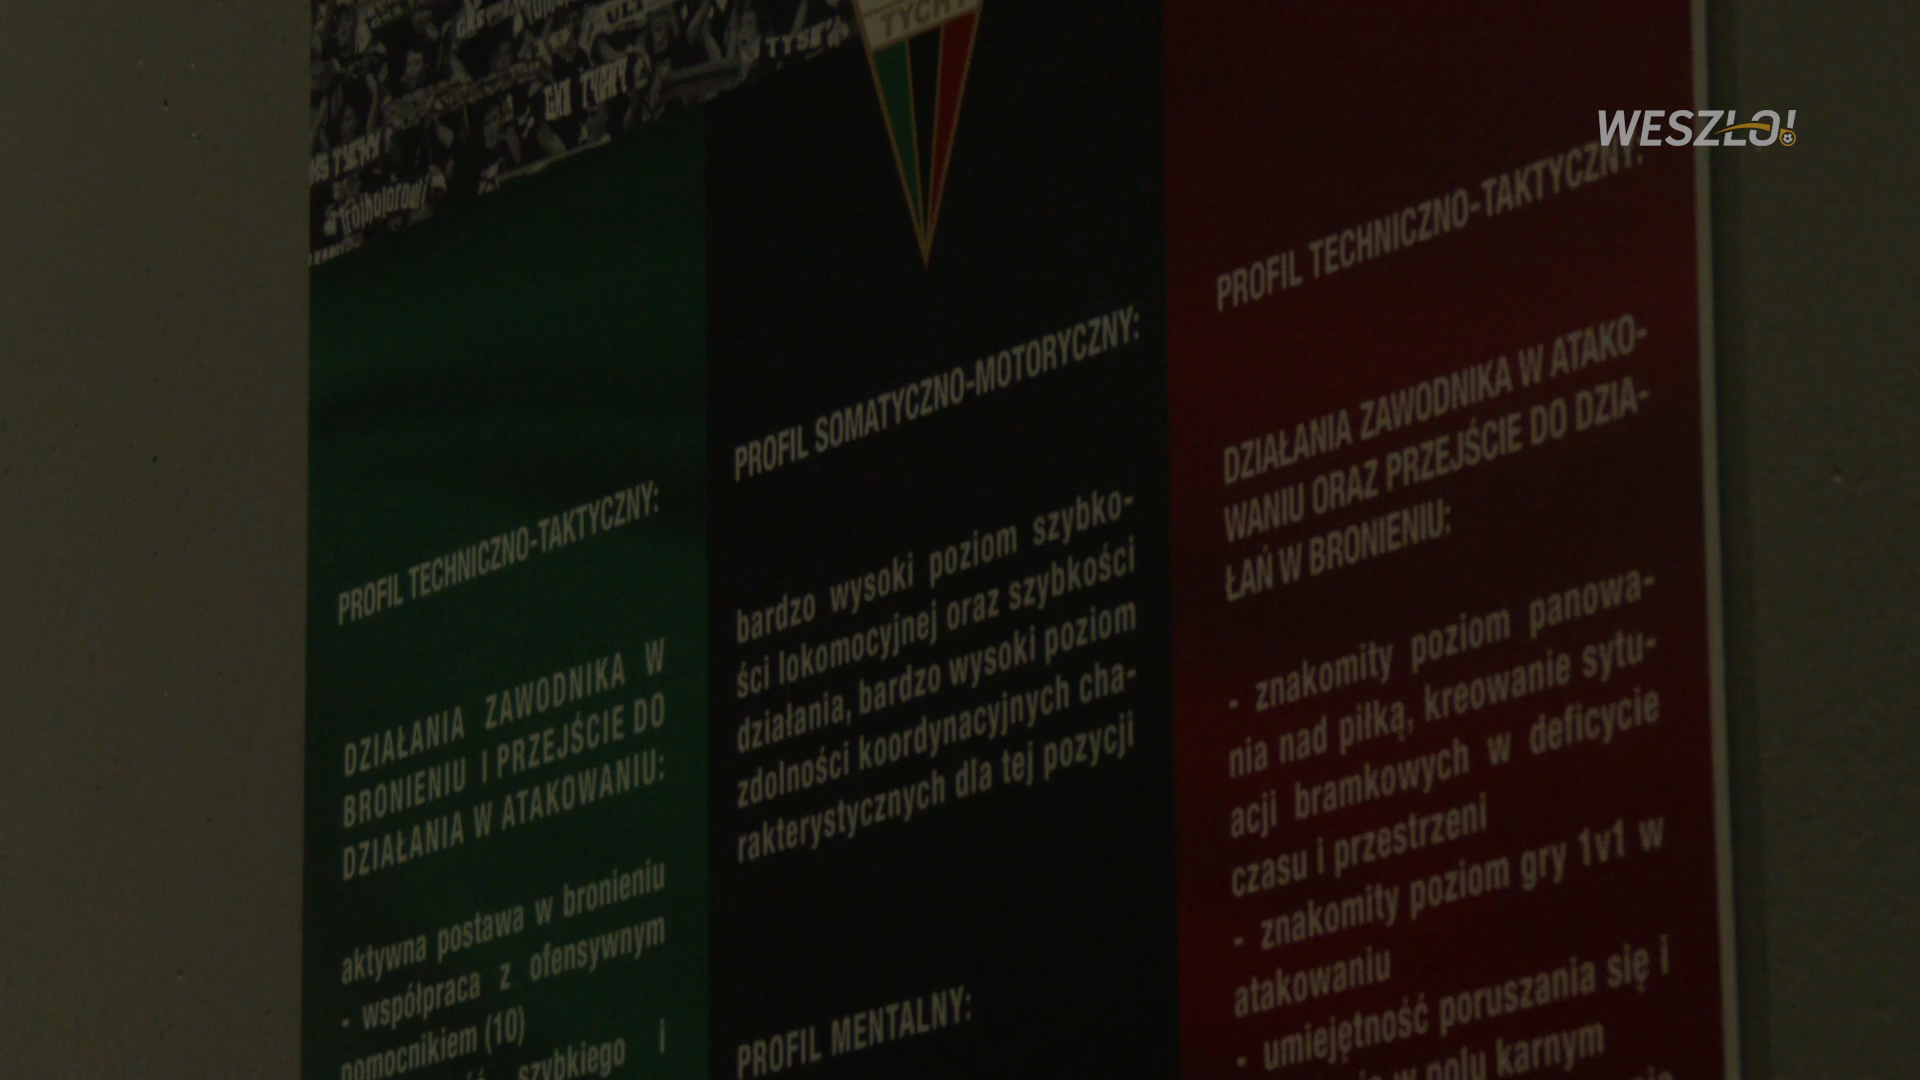 GKS TYCHY
TYCHY
WESZŁO!
PROFIL TECHNICZNO-TAKTYCZNY:
DZIAŁANIA ZAWODNIKA W
BRONIENIU I PRZEJŚCIE DO
DZIAŁANIA W ATAKOWANIU:
aktywna postawa w bronieniu
- współpraca z ofensywnym
pomocnikiem (10)
szybkiego i
PROFIL SOMATYCZNO-MOTORYCZNY:
bardzo wysoki poziom szybko-
ści lokomocyjnej oraz szybkości
działania, bardzo wysoki poziom
zdolności koordynacyjnych cha-
rakterystycznych dla tej pozycji
PROFIL MENTALNY:
PROFIL TECHNICZNO-TAKTYCZNY:
DZIAŁANIA ZAWODNIKA W ATAKO-
WANIU ORAZ PRZEJŚCIE DO DZIA-
ŁAŃ W BRONIENIU:
- znakomity poziom panowa-
nia nad piłką, kreowanie sytu-
acji bramkowych w deficycie
czasu i przestrzeni
- znakomity poziom gry 1v1 w
atakowaniu
- umiejętność poruszania się i
w polu karnym